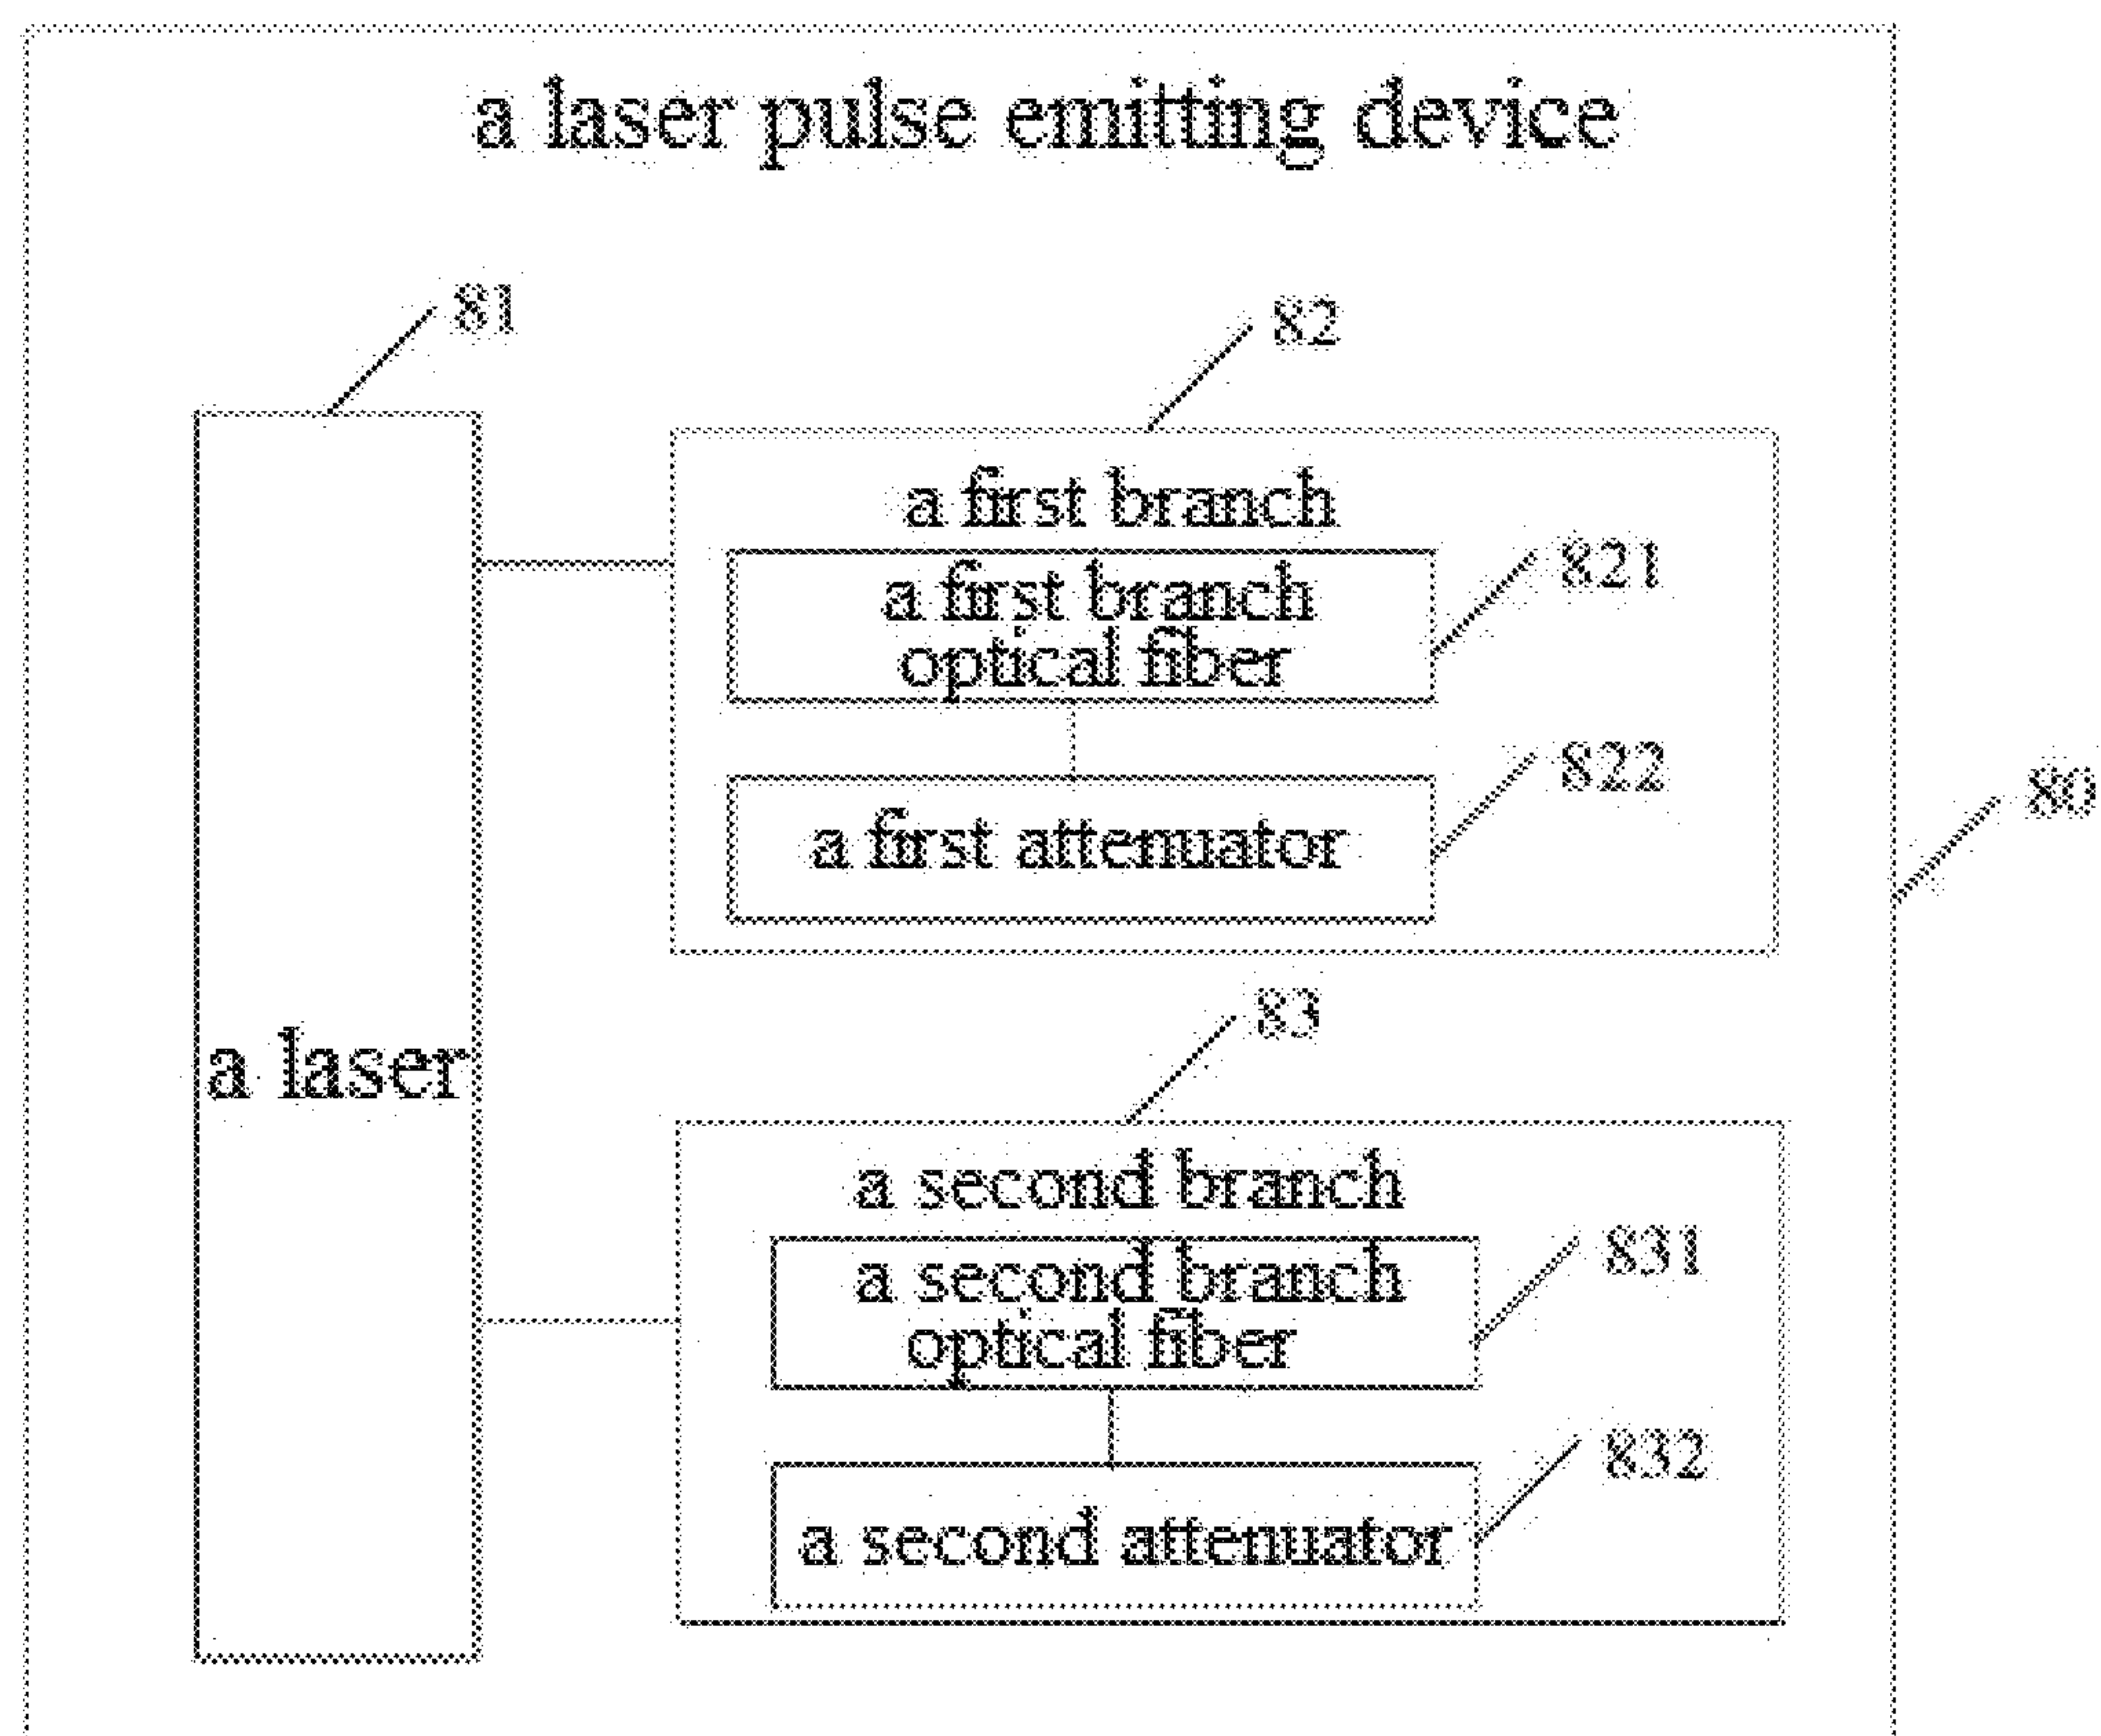 a laser pulse emitting device
81
82
a first branch
821
a first branch
optical fiber
822
a first attenuator
80
83
a laser
a second branch
831
a second branch
optical fiber
832
a second attenuator